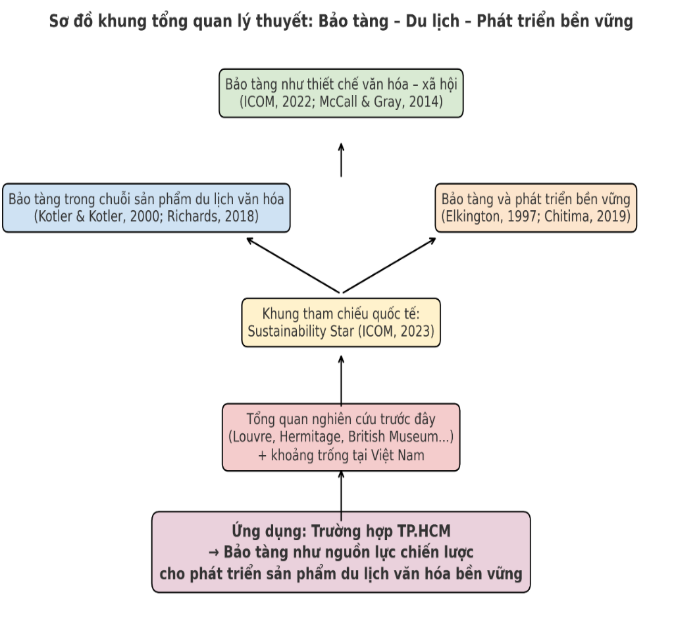 Sơ đồ khung tổng quan lý thuyết: Bảo tàng – Du lịch – Phát triển bền vững
Bảo tàng như thiết chế văn hóa – xã hội
(ICOM, 2022; McCall & Gray, 2014)
Bảo tàng trong chuỗi sản phẩm du lịch văn hóa
(Kotler & Kotler, 2000; Richards, 2018)
Bảo tàng và phát triển bền vững
(Elkington, 1997; Chitima, 2019)
Khung tham chiếu quốc tế:
Sustainability Star (ICOM, 2023)
Tổng quan nghiên cứu trước đây
(Louvre, Hermitage, British Museum...)
+ khoảng trống tại Việt Nam
Ứng dụng: Trường hợp TP.HCM
→ Bảo tàng như nguồn lực chiến lược
cho phát triển sản phẩm du lịch văn hóa bền vững